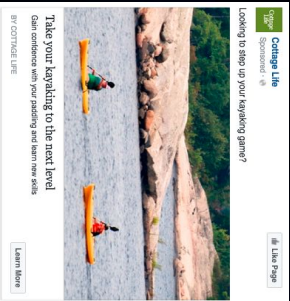 Cottage Life
Cottage Life
Sponsored ·
Like Page
Looking to step up your kayaking game?
Take your kayaking to the next level
Gain confidence with your padding and learn new skills
BY COTTAGE LIFE
Learn More